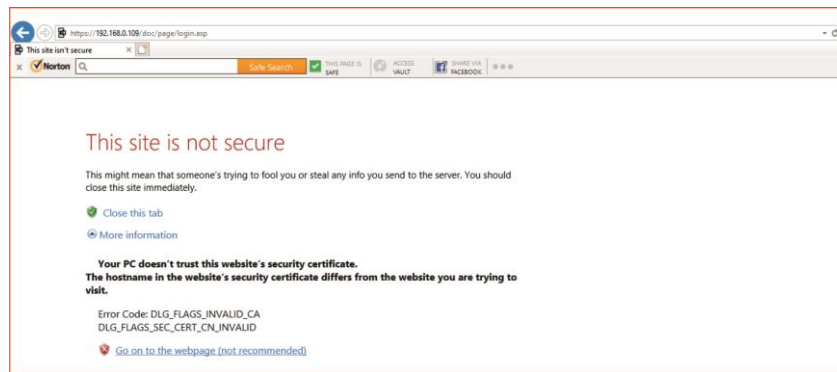 https://192.168.0.109/doc/page/login.asp
This site isn't secure
Norton Safe Search THIS PAGE IS SAFE ACCESS VAULT SHARE VIA FACEBOOK
This site is not secure
This might mean that someone's trying to fool you or steal any info you send to the server. You should
close this site immediately.
Close this tab
More information
Your PC doesn't trust this website's security certificate.
The hostname in the website's security certificate differs from the website you are trying to
visit.
Error Code: DLG_FLAGS_INVALID_CA
DLG_FLAGS_SEC_CERT_CN_INVALID
Go on to the webpage (not recommended)